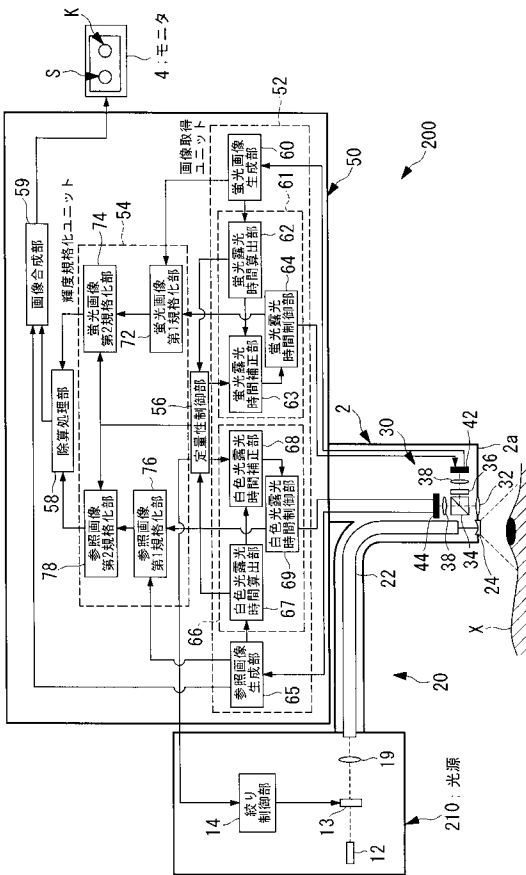 200
50
52
画像取得
ユニット
60
蛍光画像
生成部
61
62
蛍光露光
時間算出部
64
蛍光露光
時間制御部
蛍光露光
時間補正部
63
S
K
4：モニタ
59
画像合成部
輝度規格化ユニット
54
74
蛍光画像
第2規格化部
72
蛍光画像
第1規格化部
58
除算処理部
56
定量性制御部
78
参照画像
第2規格化部
76
参照画像
第1規格化部
68
白色光露光
時間補正部
白色光露光
時間制御部
69
白色光露光
時間算出部
67
66
参照画像
生成部
65
2
30
42
2a
38
36
32
44
38
34
24
22
X
20
19
14
絞り
制御部
13
12
210：光源